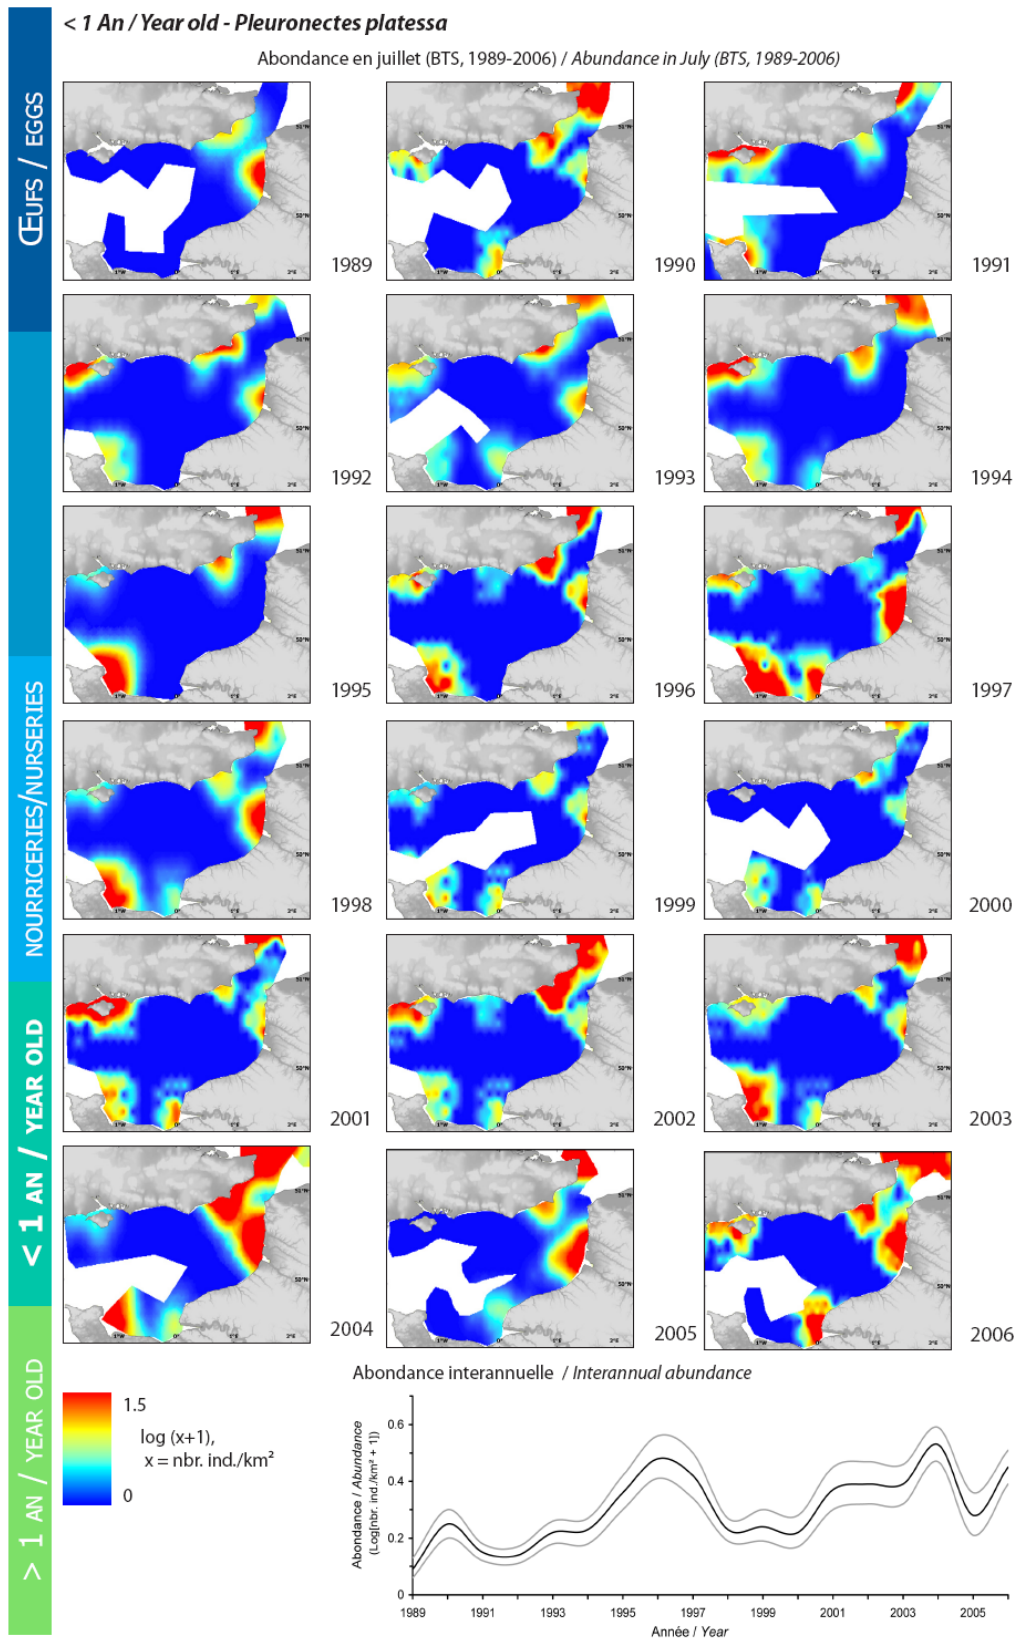 < 1 An / Year old - Pleuronectes platessa
Abondance en juillet (BTS, 1989-2006) / Abundance in July (BTS, 1989-2006)
ŒUFS / EGGS
NOURRICERIES/NURSERIES
< 1 AN / YEAR OLD
> 1 AN / YEAR OLD
1989
1990
1991
1992
1993
1994
1995
1996
1997
1998
1999
2000
2001
2002
2003
2004
2005
2006
1.5
log (x+1),
x = nbr. ind./km²
0
Abondance interannuelle / Interannual abundance
Abondance / Abundance
(Log[nbr. ind./km² + 1])
0.6
0.4
0.2
0
1989 1991 1993 1995 1997 1999 2001 2003 2005
Année / Year